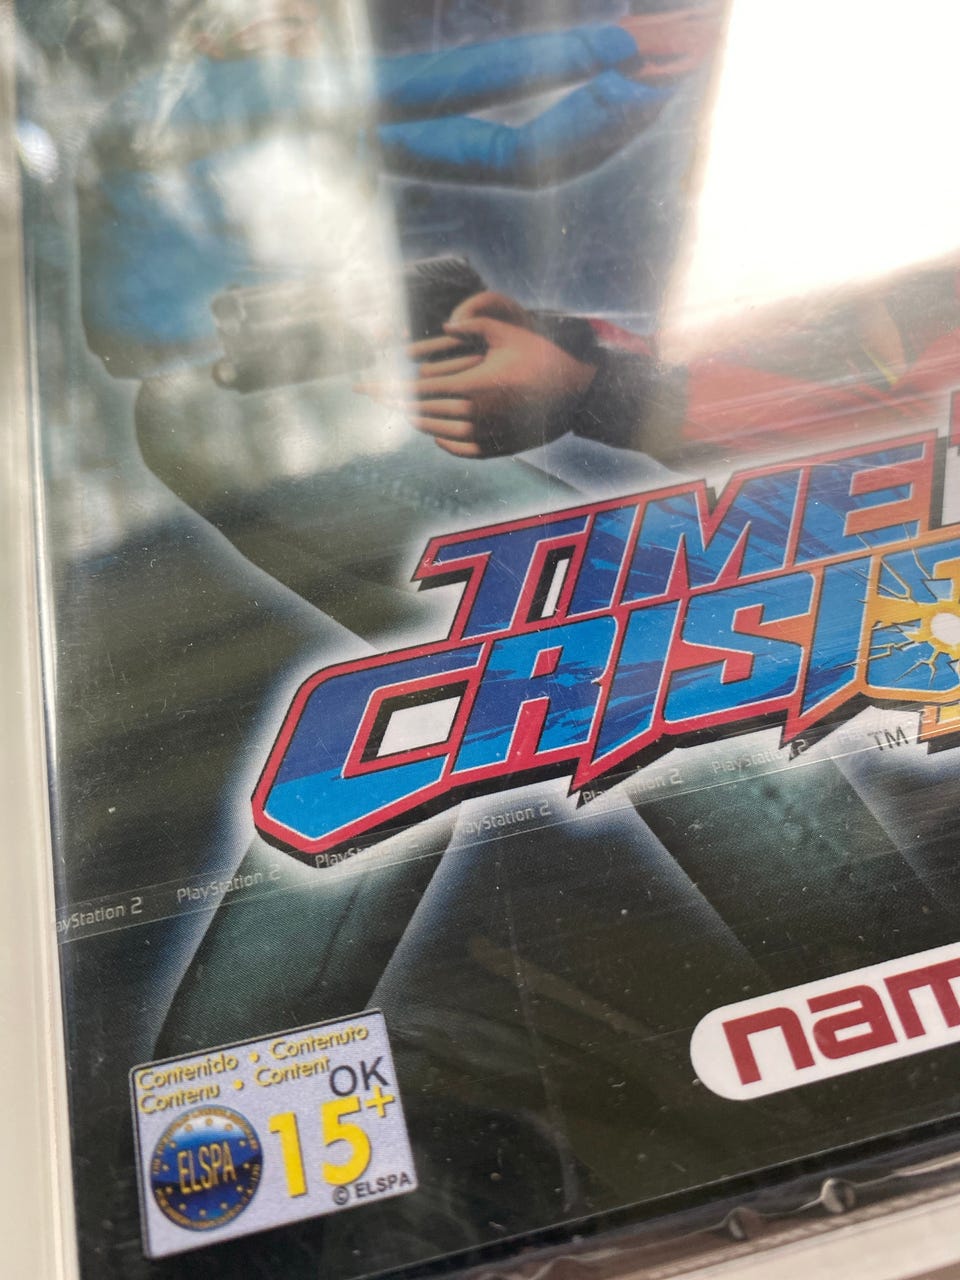 TIME
CRISIS
TM
PlayStation 2 PlayStation 2 PlayStation 2 PlayStation 2 PlayStation 2 PlayStation 2
nam
Contenido • Contenuto
Contenu • Content OK
ELSPA
15+
© ELSPA